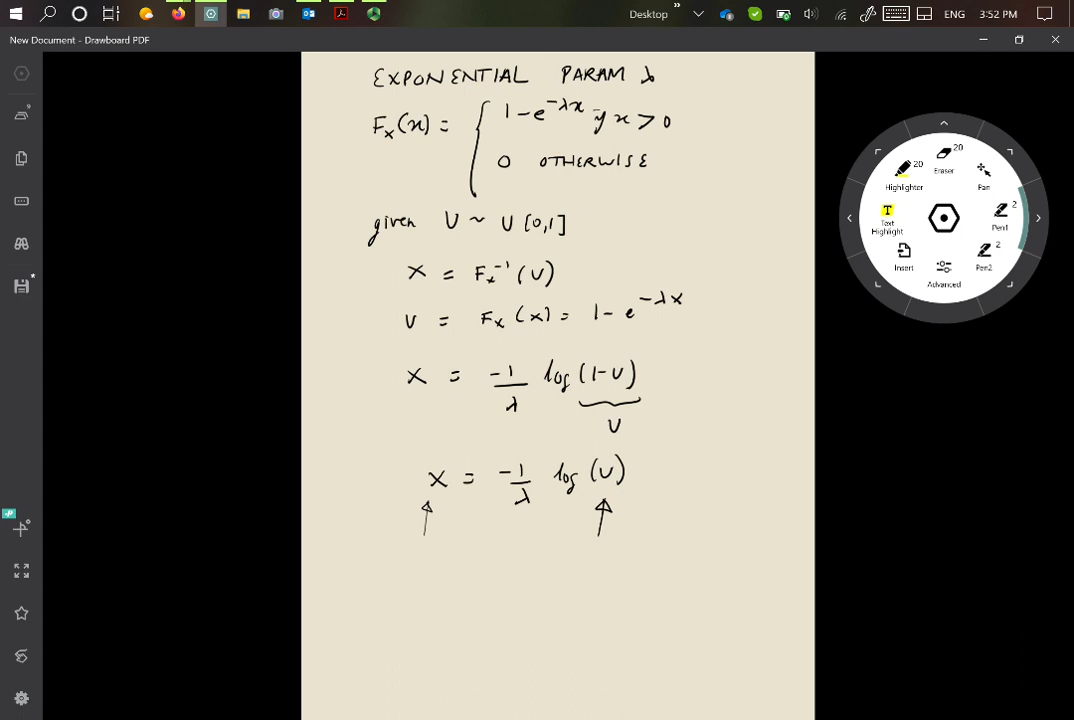 Desktop
ENG
3:52 PM
New Document - Drawboard PDF
EXPONENTIAL PARAM λ
Fx(x) = { 1-e^-λx if x > 0
0 OTHERWISE
given U ~ U [0,1]
X = Fx^-1 (U)
U = Fx (X) = 1- e^-λX
X = -1/λ log (1-U)
U
X = -1/λ log (U)
Highlighter 20
Eraser 20
Pan
Text Highlight
Pen1 2
Insert
Advanced
Pen2 2